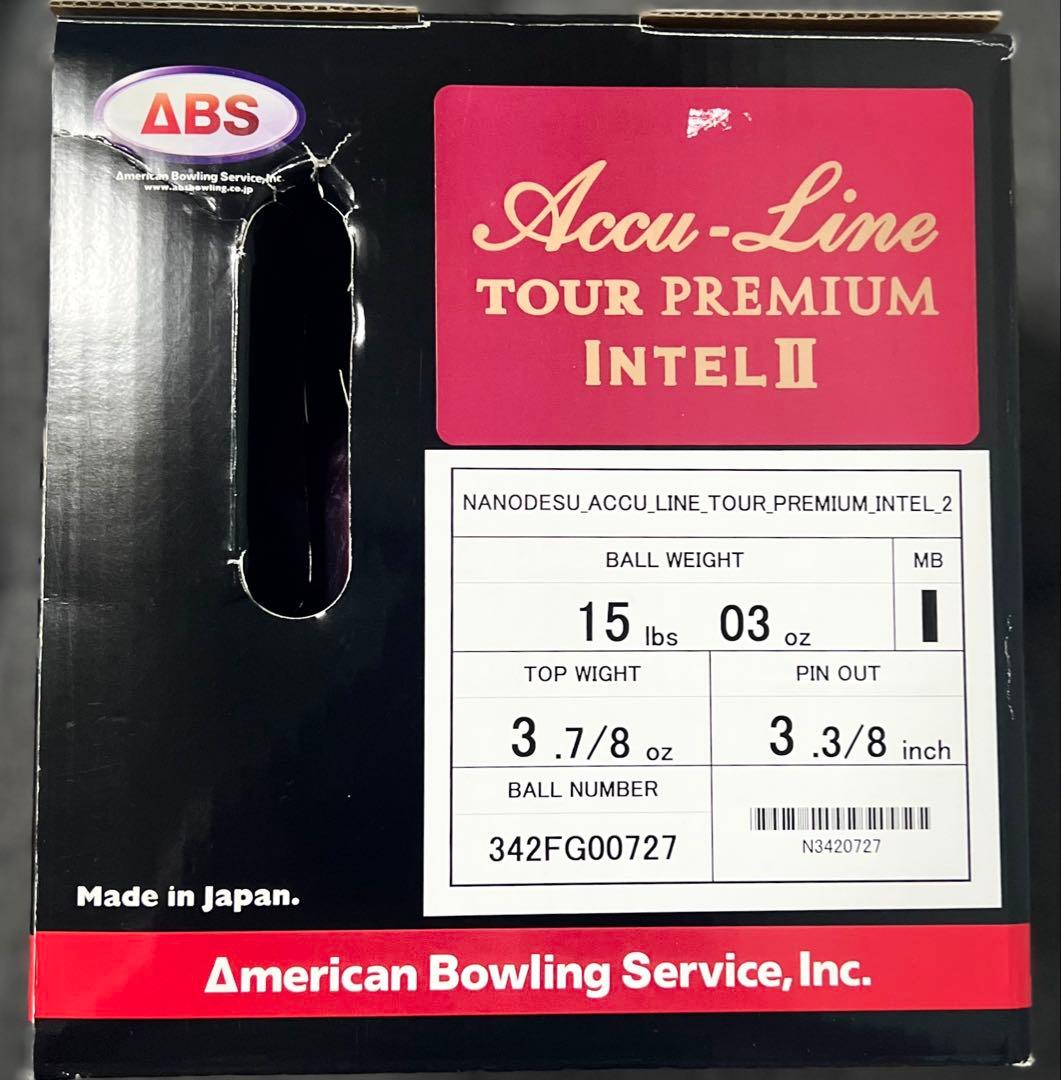 ABS
American Bowling Service, Inc.
www.absbowling.co.jp
Accu-Line
TOUR PREMIUM
INTEL II
NANODESU_ACCU_LINE_TOUR_PREMIUM_INTEL_2
BALL WEIGHT MB
15 lbs 03 oz I
TOP WIGHT PIN OUT
3 .7/8 oz 3 .3/8 inch
BALL NUMBER
342FG00727
N3420727
Made in Japan.
American Bowling Service, Inc.